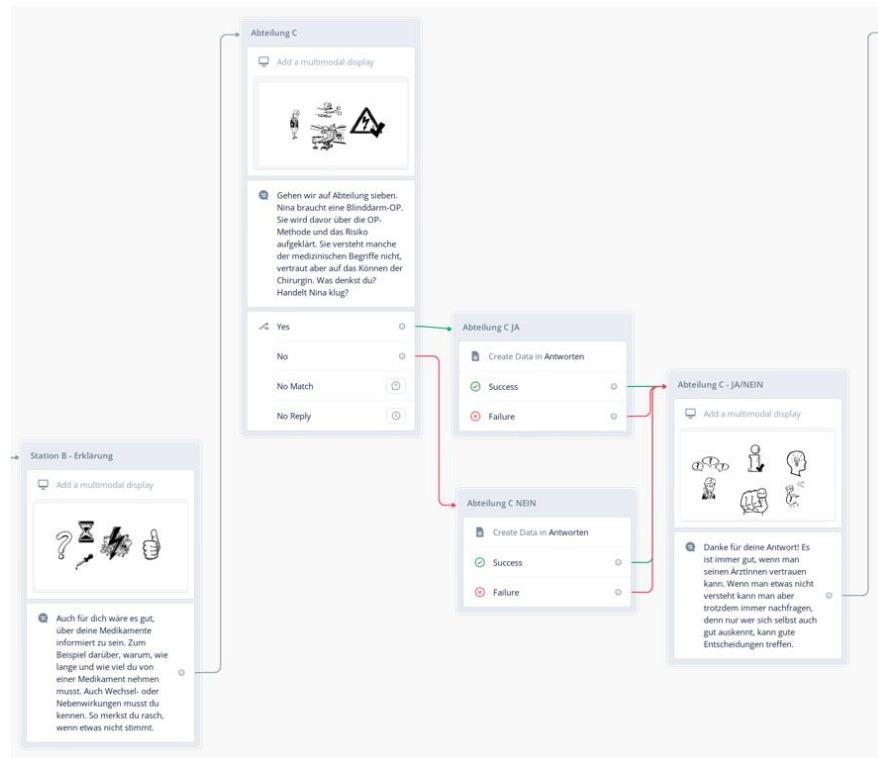 Abteilung C
Add a multimodal display
Gehen wir auf Abteilung sieben.
Nina braucht eine Blinddarm-OP.
Sie wird davor über die OP-
Methode und das Risiko
aufgeklärt. Sie versteht manche
der medizinischen Begriffe nicht,
vertraut aber auf das Können der
Chirurgin. Was denkst du?
Handelt Nina klug?
Yes
No
No Match
No Reply
Abteilung C JA
Create Data in Antworten
Success
Failure
Abteilung C NEIN
Create Data in Antworten
Success
Failure
Abteilung C - JA/NEIN
Add a multimodal display
Danke für deine Antwort! Es
ist immer gut, wenn man
seinen ÄrztInnen vertrauen
kann. Wenn man etwas nicht
versteht kann man aber
trotzdem immer nachfragen,
denn nur wer sich selbst auch
gut auskennt, kann gute
Entscheidungen treffen.
Station B - Erklärung
Add a multimodal display
Auch für dich wäre es gut,
über deine Medikamente
informiert zu sein. Zum
Beispiel darüber, warum, wie
lange und wie viel du von
einer Medikament nehmen
musst. Auch Wechsel- oder
Nebenwirkungen musst du
kennen. So merkst du rasch,
wenn etwas nicht stimmt.